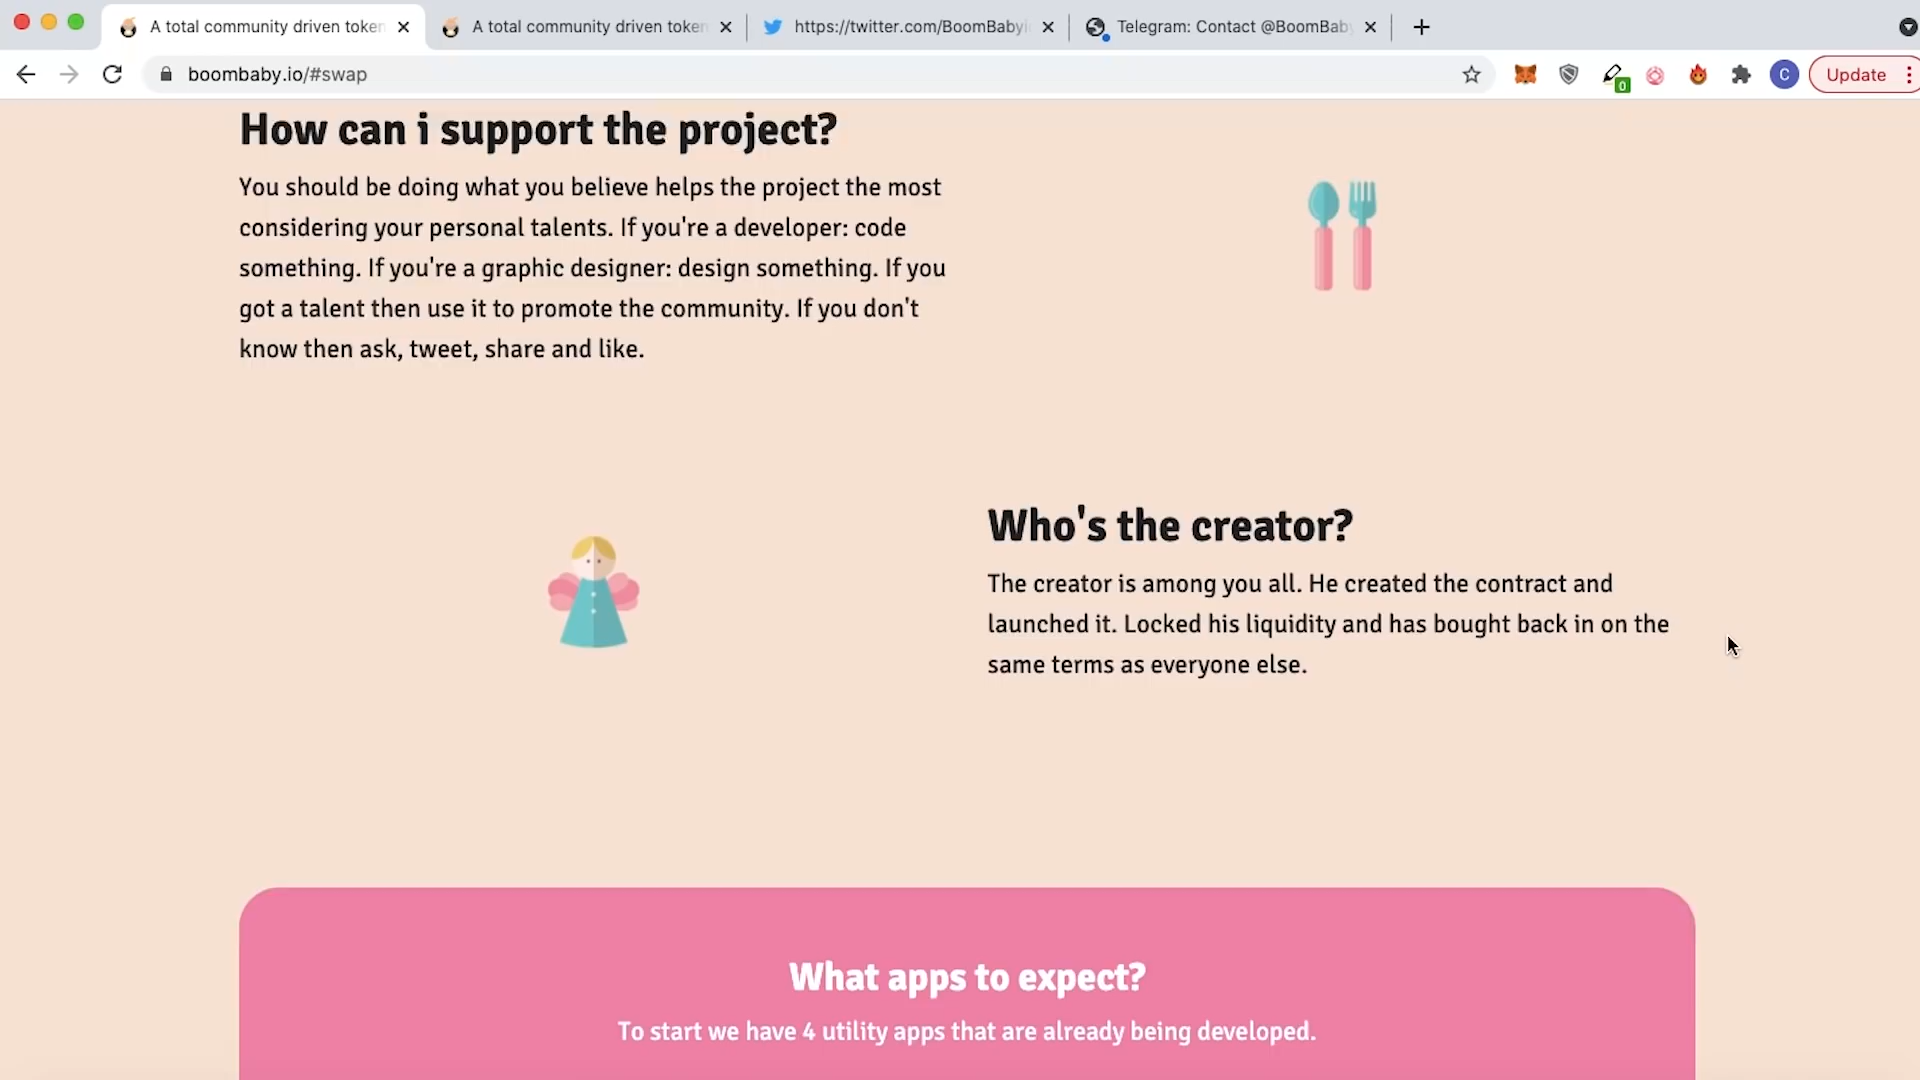 A total community driven token
A total community driven token
https://twitter.com/BoomBabyi
Telegram: Contact @BoomBaby
boombaby.io/#swap
0
C
Update
How can i support the project?
You should be doing what you believe helps the project the most
considering your personal talents. If you're a developer: code
something. If you're a graphic designer: design something. If you
got a talent then use it to promote the community. If you don't
know then ask, tweet, share and like.
Who's the creator?
The creator is among you all. He created the contract and
launched it. Locked his liquidity and has bought back in on the
same terms as everyone else.
What apps to expect?
To start we have 4 utility apps that are already being developed.